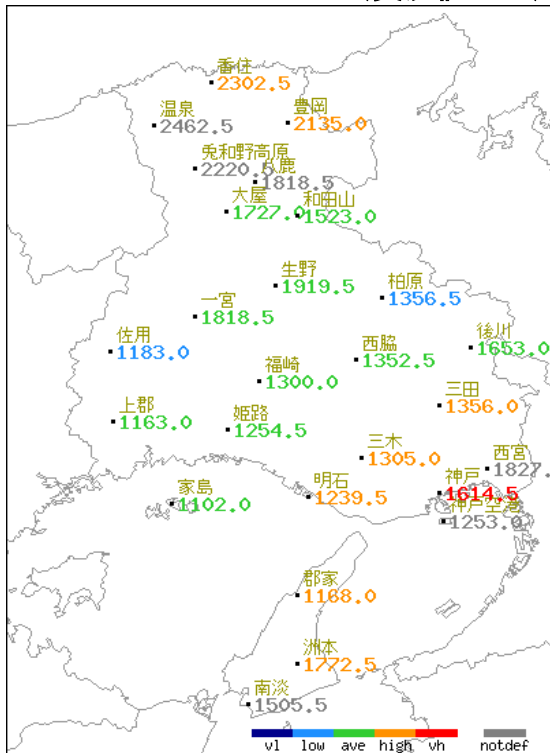 香住
2302.5
温泉
2462.5
豊岡
2135.0
兎和野高原
2220.5
八鹿
1818.5
大屋
1727.0
和田山
1523.0
生野
1919.5
柏原
1356.5
一宮
1818.5
佐用
1183.0
西脇
1352.5
後川
1653.0
福崎
1300.0
三田
1356.0
上郡
1163.0
姫路
1254.5
三木
1305.0
西宮
1827.
家島
1102.0
明石
1239.5
神戸
1614.5
神戸空港
1253.0
郡家
1168.0
洲本
1772.5
南淡
1505.5
vl low ave high vh notdef